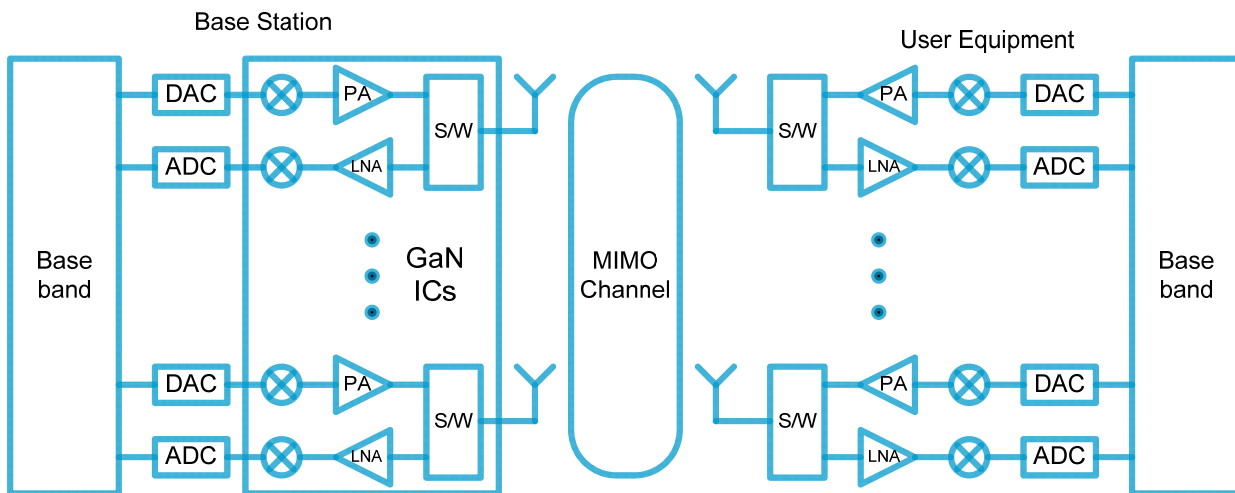 Base Station
User Equipment
DAC
PA
S/W
ADC
LNA
PA
S/W
DAC
LNA
ADC
Base
band
GaN
ICs
MIMO
Channel
Base
band
DAC
PA
S/W
ADC
LNA
PA
S/W
DAC
LNA
ADC